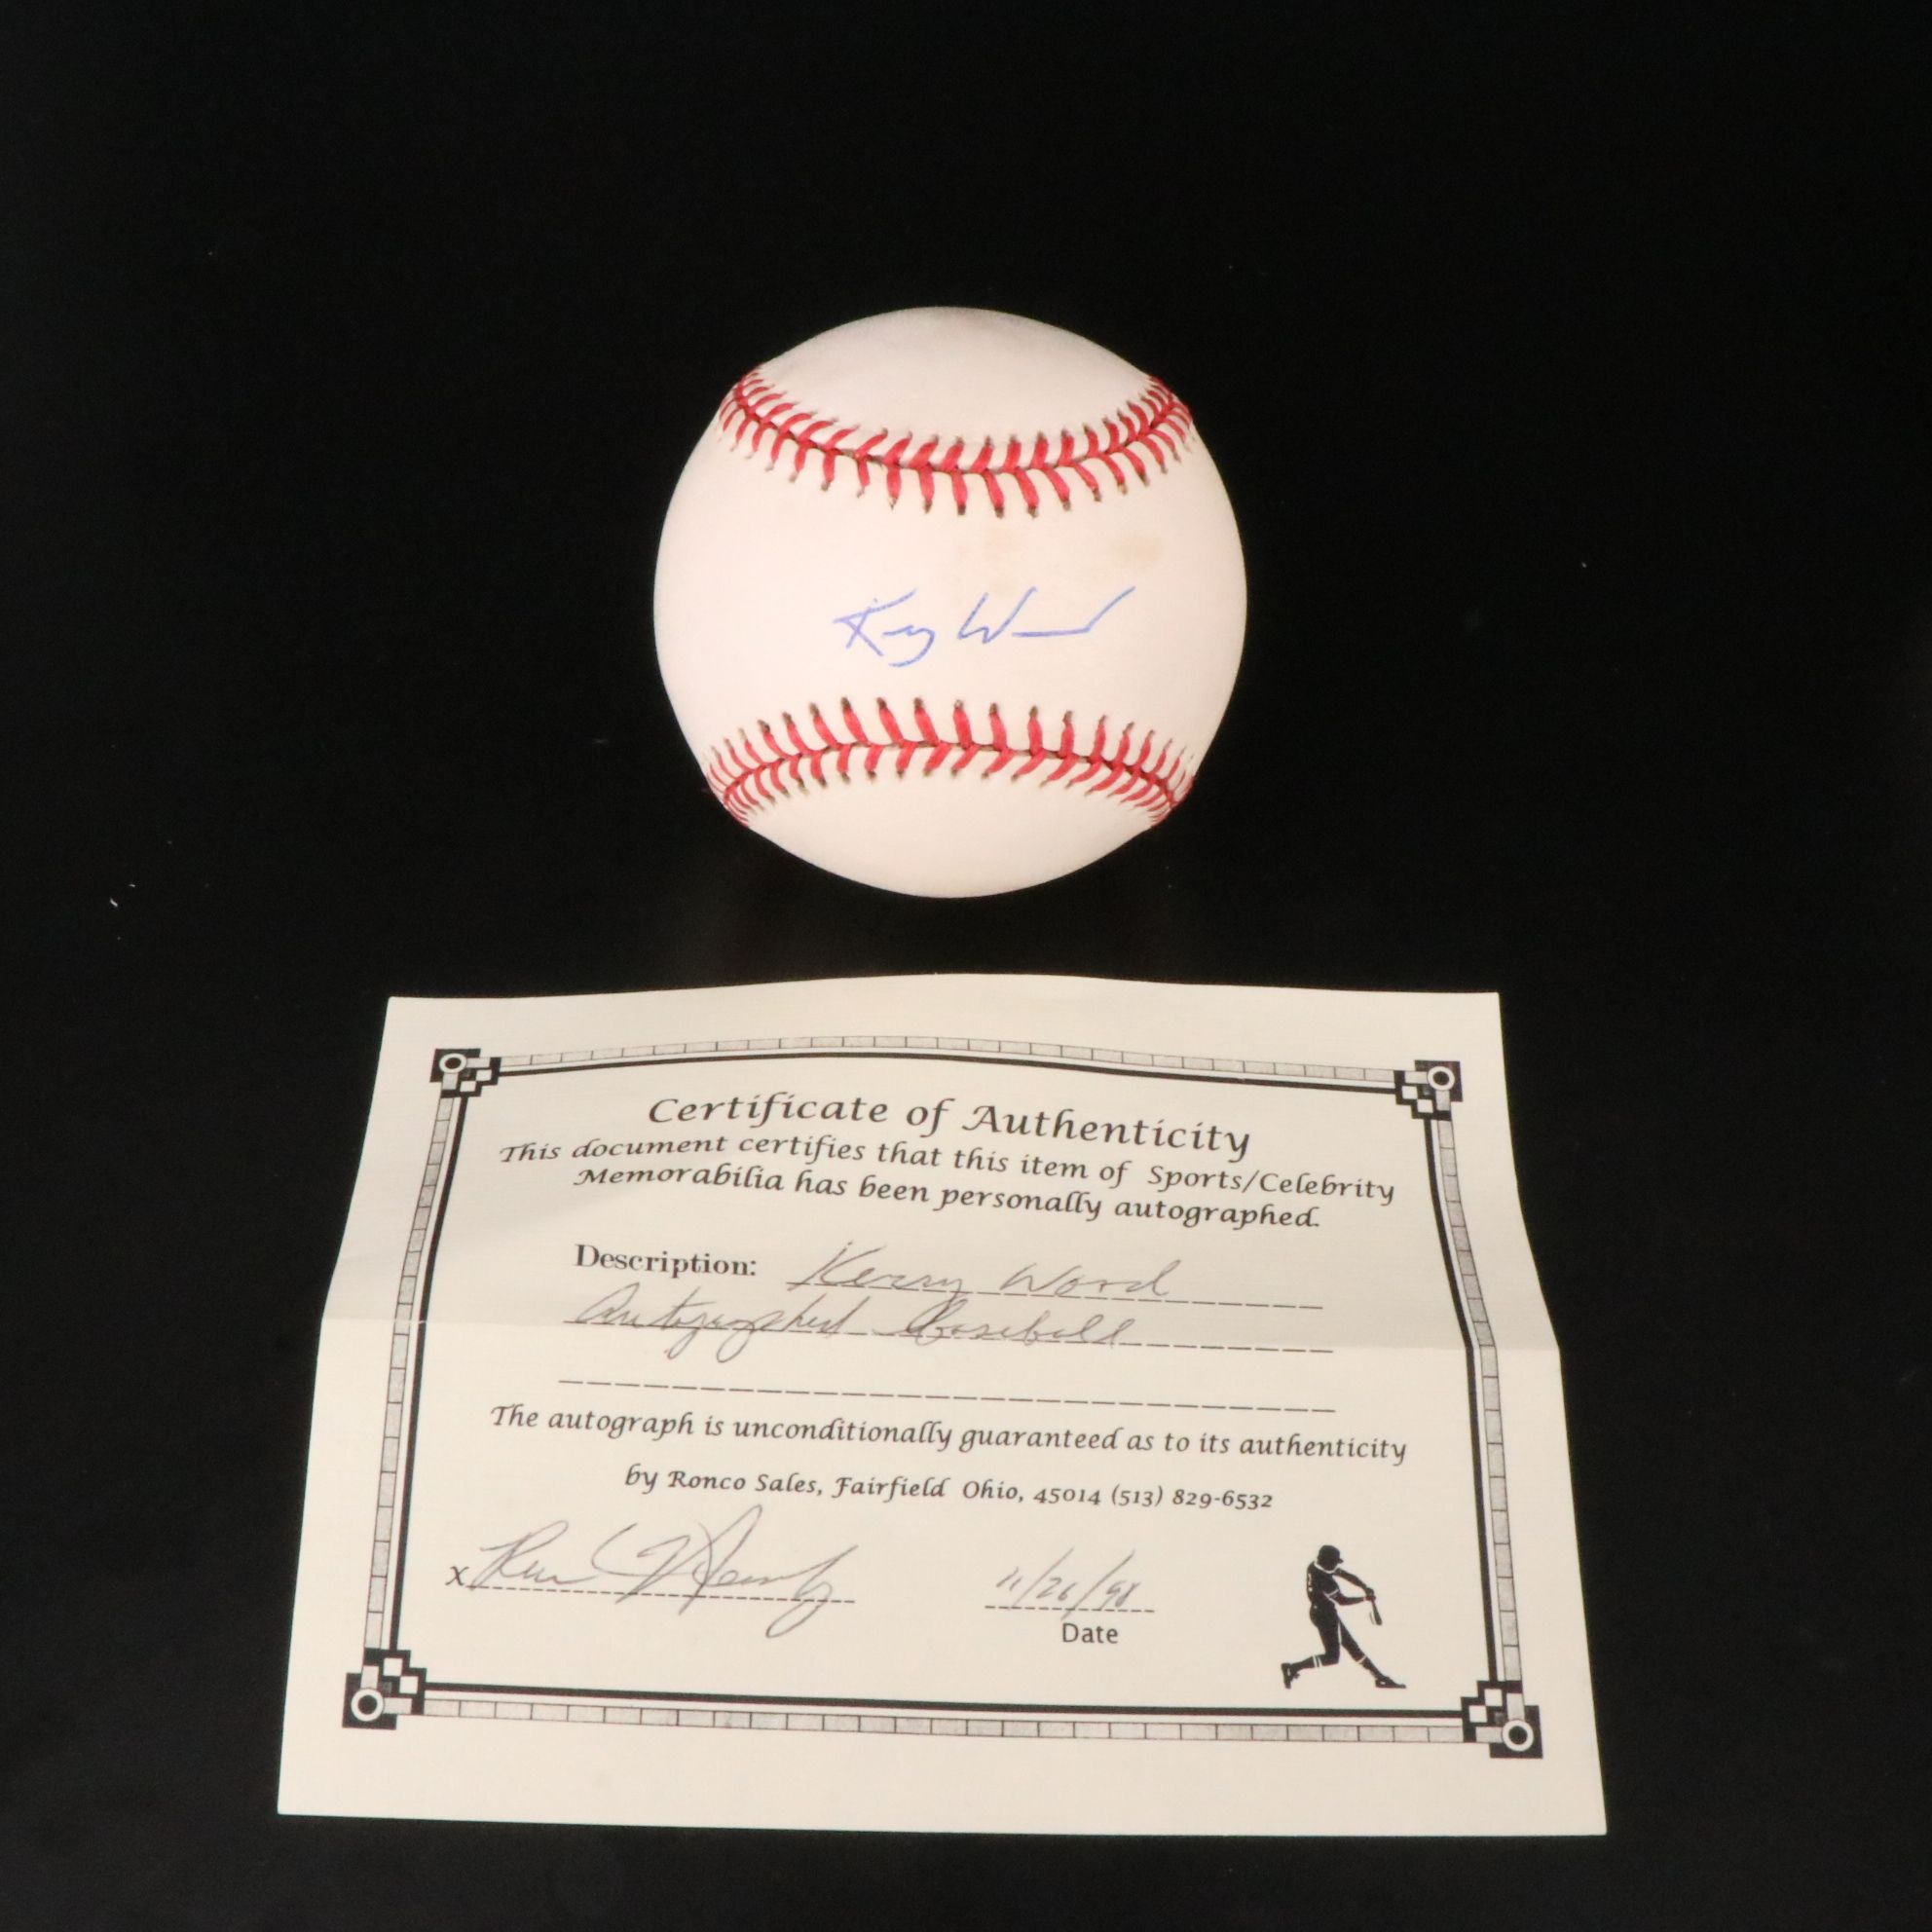 Kerry Wood
Certificate of Authenticity
This document certifies that this item of Sports/Celebrity
Memorabilia has been personally autographed.
Description: Kerry Wood
Autographed Baseball
The autograph is unconditionally guaranteed as to its authenticity
by Ronco Sales, Fairfield Ohio, 45014 (513) 829-6532
x
11/26/98
Date